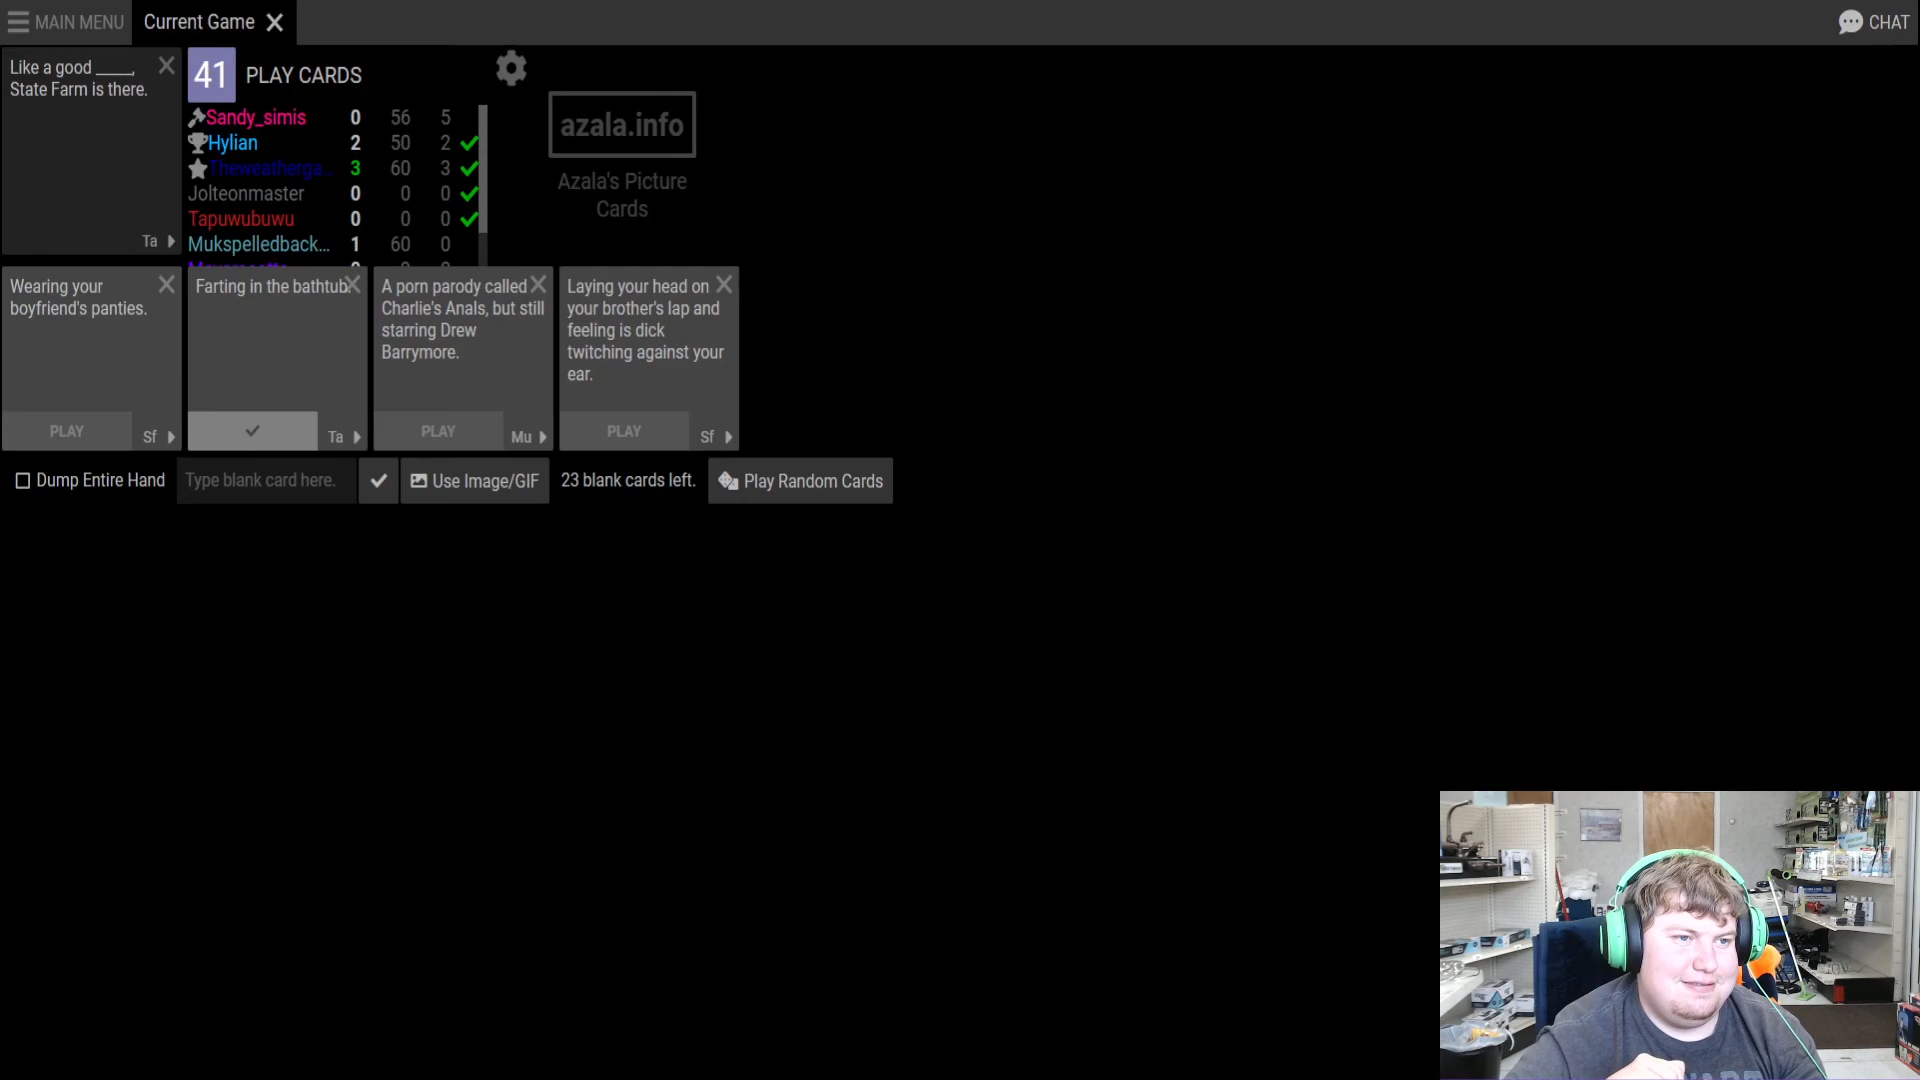 MAIN MENU
Current Game
CHAT
Like a good _____,
State Farm is there.
Ta
41 PLAY CARDS
Sandy_simis 0 56 5
Hylian 2 50 2
Theweatherga... 3 60 3
Jolteonmaster 0 0 0
Tapuwubuwu 0 0 0
Mukspelledback... 1 60 0
azala.info
Azala's Picture
Cards
Wearing your
boyfriend's panties.
PLAY
Sf
Farting in the bathtub.
Ta
A porn parody called
Charlie's Anals, but still
starring Drew
Barrymore.
PLAY
Mu
Laying your head on
your brother's lap and
feeling is dick
twitching against your
ear.
PLAY
Sf
Dump Entire Hand
Type blank card here.
Use Image/GIF
23 blank cards left.
Play Random Cards